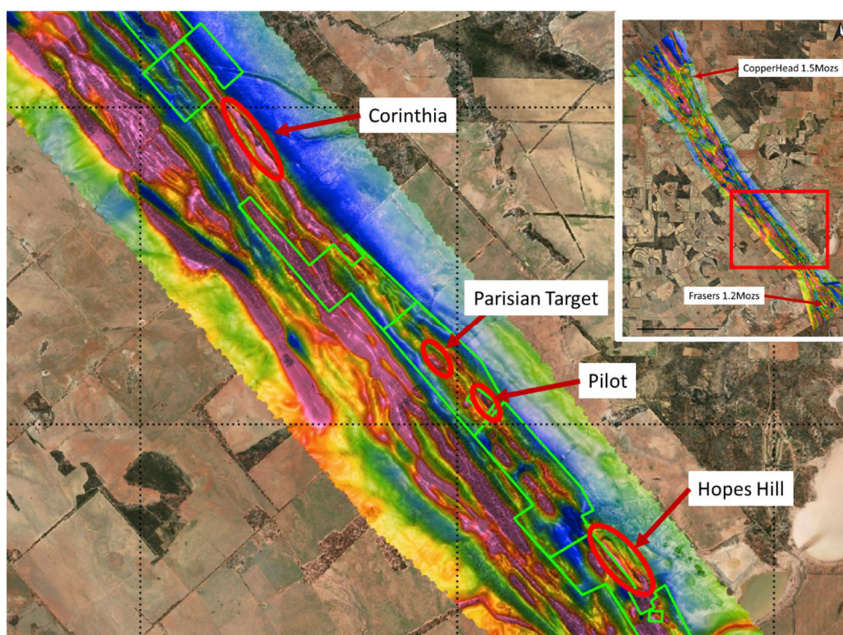 Corinthia
Parisian Target
Pilot
Hopes Hill
CopperHead 1.5Mozs
Frasers 1.2Mozs